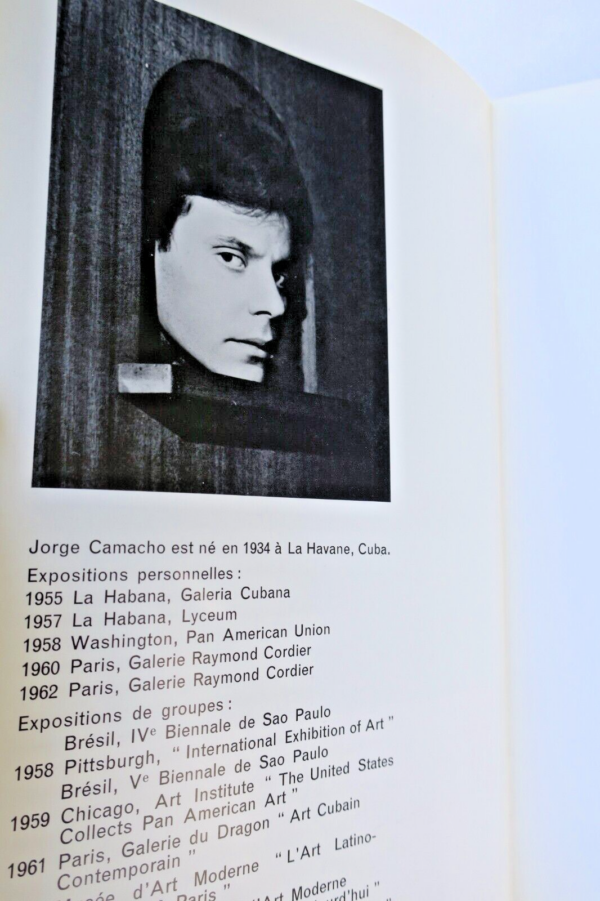 Jorge Camacho est né en 1934 à La Havane, Cuba.
Expositions personnelles :
1955 La Habana, Galeria Cubana
1957 La Habana, Lyceum
1958 Washington, Pan American Union
1960 Paris, Galerie Raymond Cordier
1962 Paris, Galerie Raymond Cordier
Expositions de groupes :
Brésil, IVe Biennale de Sao Paulo
1958 Pittsburgh, “ International Exhibition of Art ”
Brésil, Ve Biennale de Sao Paulo
1959 Chicago, Art Institute “ The United States
Collects Pan American Art ”
1961 Paris, Galerie du Dragon “ Art Cubain
Contemporain ”
d'Art Moderne “ L'Art Latino-
Paris ”
d'Art Moderne